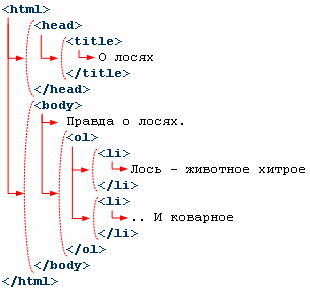 <html>
<head>
<title>
О лосях
</title>
</head>
<body>
Правда о лосях.
<ol>
<li>
Лось - животное хитрое
</li>
<li>
.. И коварное
</li>
</ol>
</body>
</html>